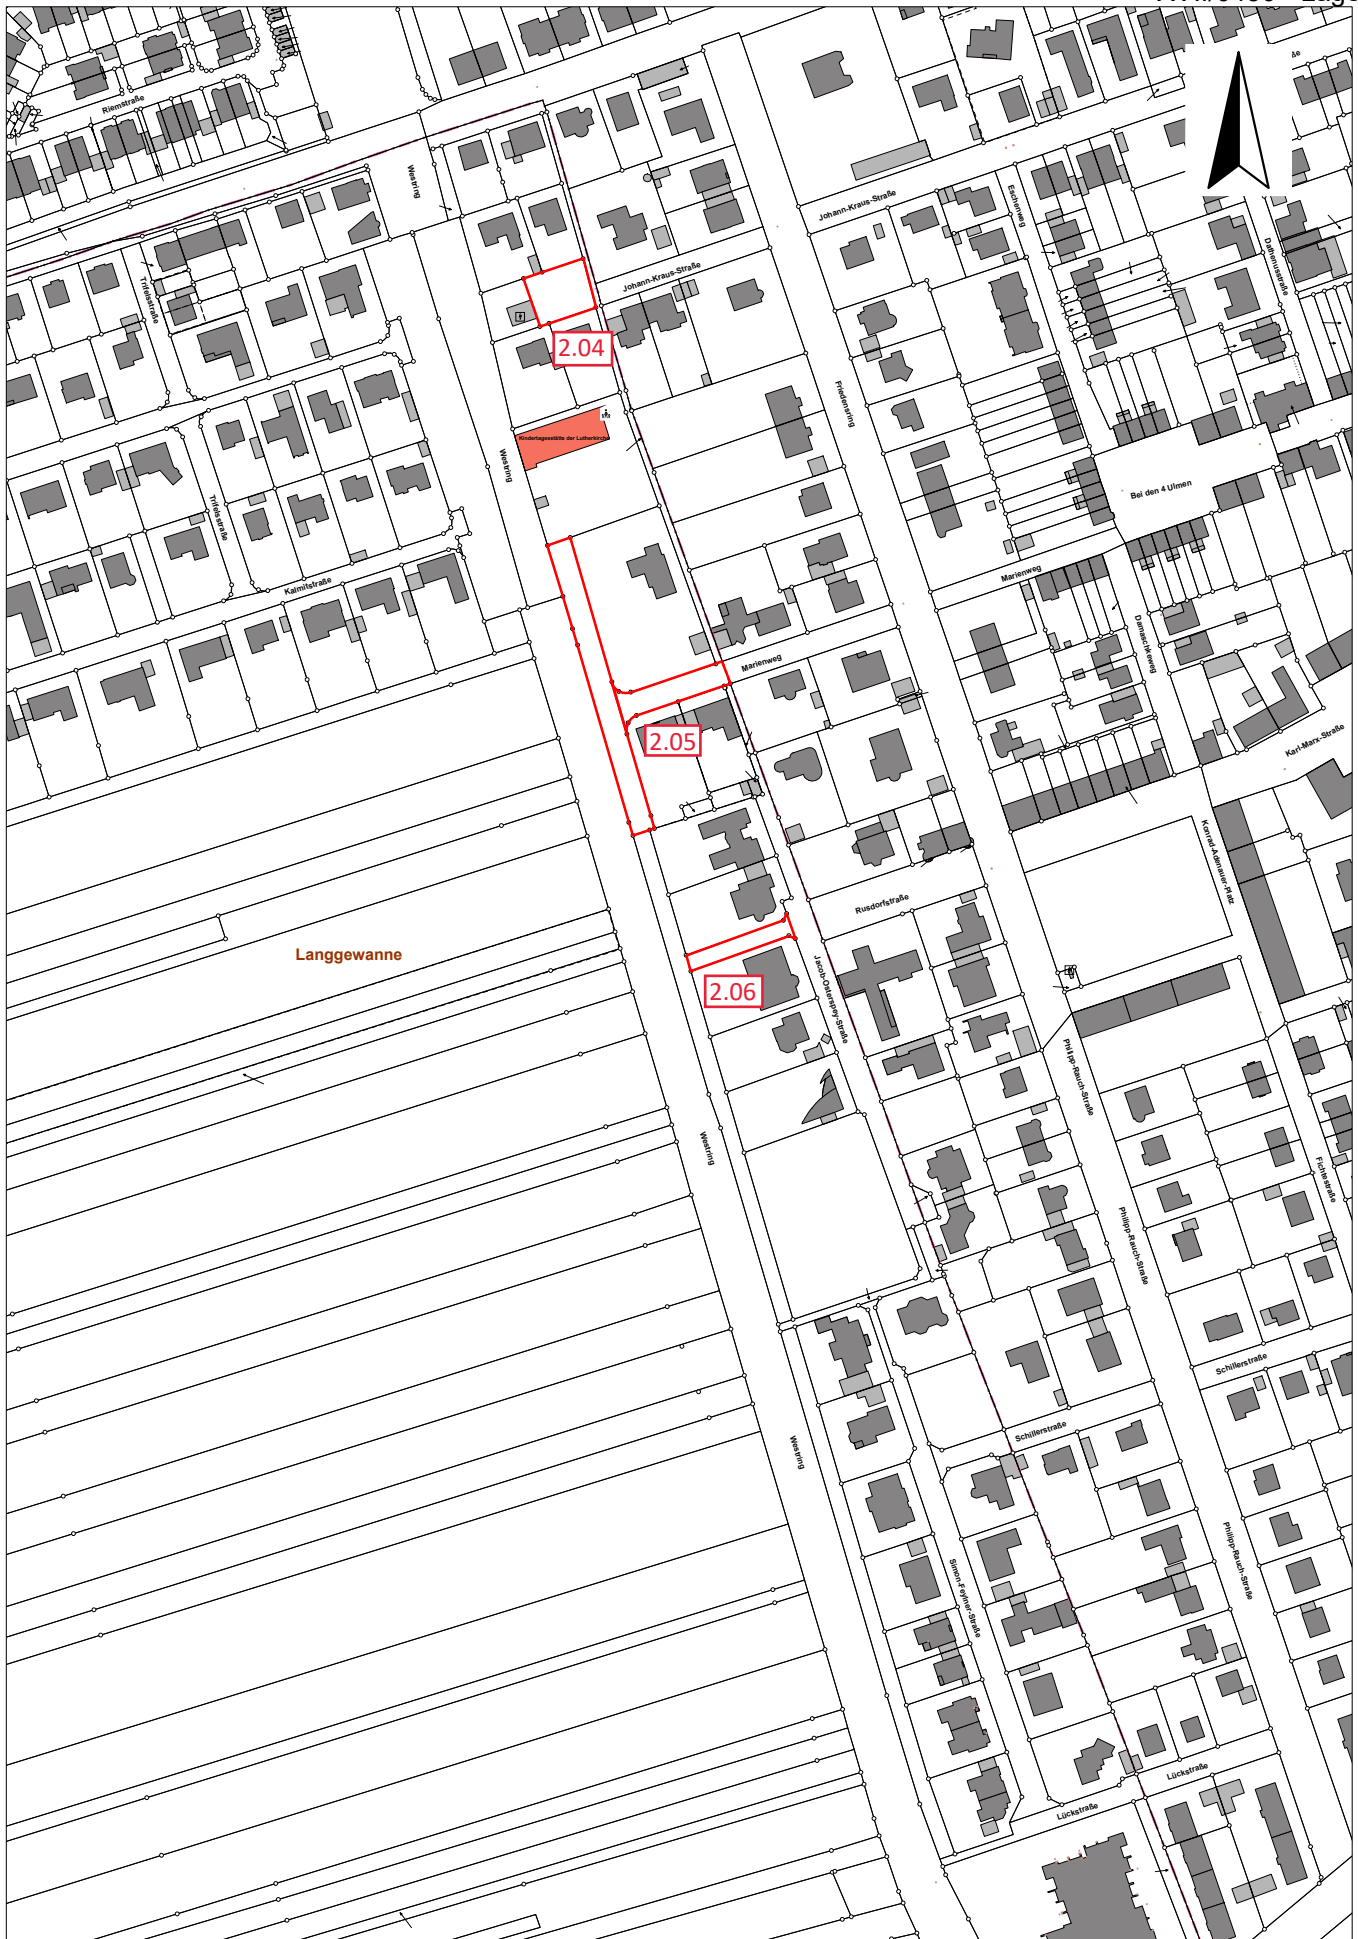 Riemstraße
Westring
Johann-Kraus-Straße
Eschenweg
Dathenusstraße
Trifelsstraße
Johann-Kraus-Straße
2.04
Friedensring
Kindertagesstätte der Lutherkirche
Westring
Trifelsstraße
Bei den 4 Ulmen
Kalmitstraße
Marienweg
Damaschkeweg
Marienweg
2.05
Karl-Marx-Straße
Konrad-Adenauer-Platz
Rusdorfstraße
Langgewanne
2.06
Jacob-Osterspey-Straße
Philipp-Rauch-Straße
Westring
Fichtestraße
Philipp-Rauch-Straße
Schillerstraße
Schillerstraße
Westring
Simon-Feylner-Straße
Philipp-Rauch-Straße
Lückstraße
Lückstraße